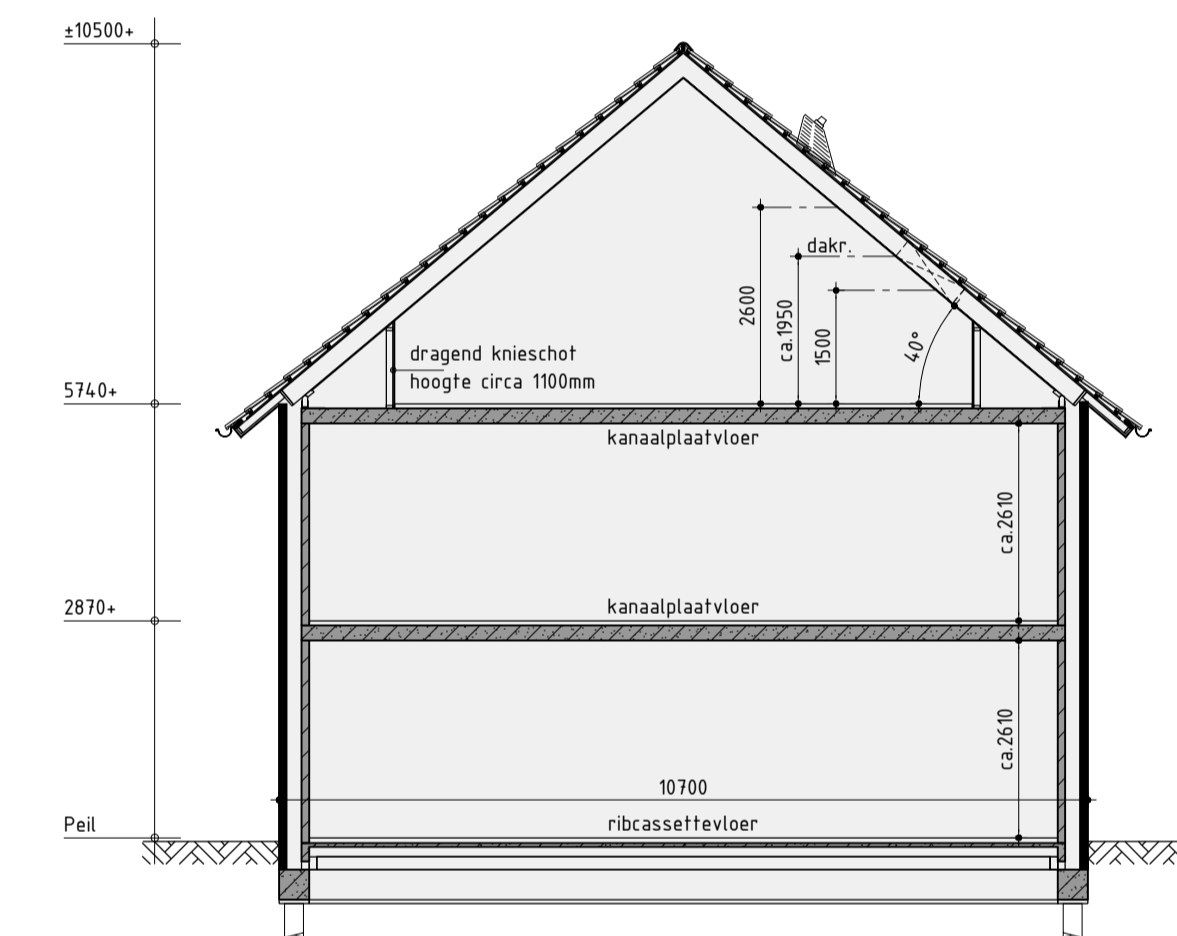 ±10500+
dakr.
2600
ca.1950
1500
40°
dragend knieschot
hoogte circa 1100mm
5740+
kanaalplaatvloer
ca.2610
2870+
kanaalplaatvloer
ca.2610
10700
Peil
ribcassettevloer